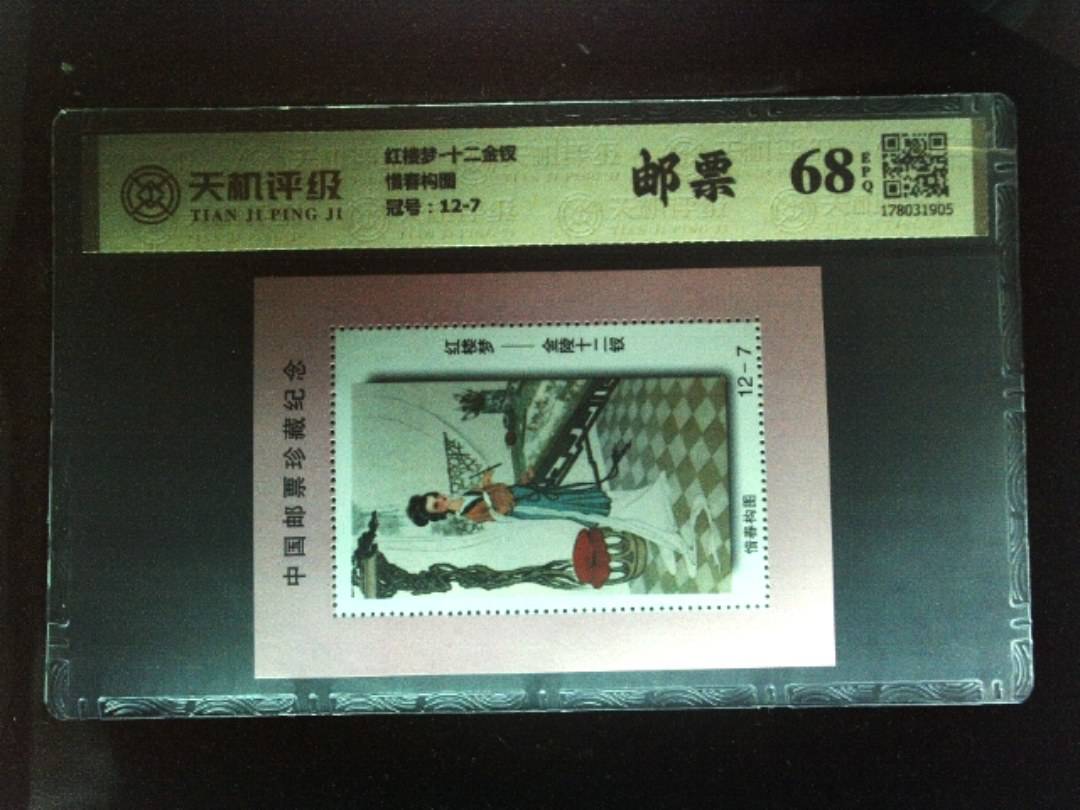 天机评级
TIAN JI PING JI
红楼梦-十二金钗
惜春构图
冠号：12-7
邮票
68
EPQ
178031905
中国邮票珍藏纪念
红楼梦——金陵十二钗
12-7
惜春构图